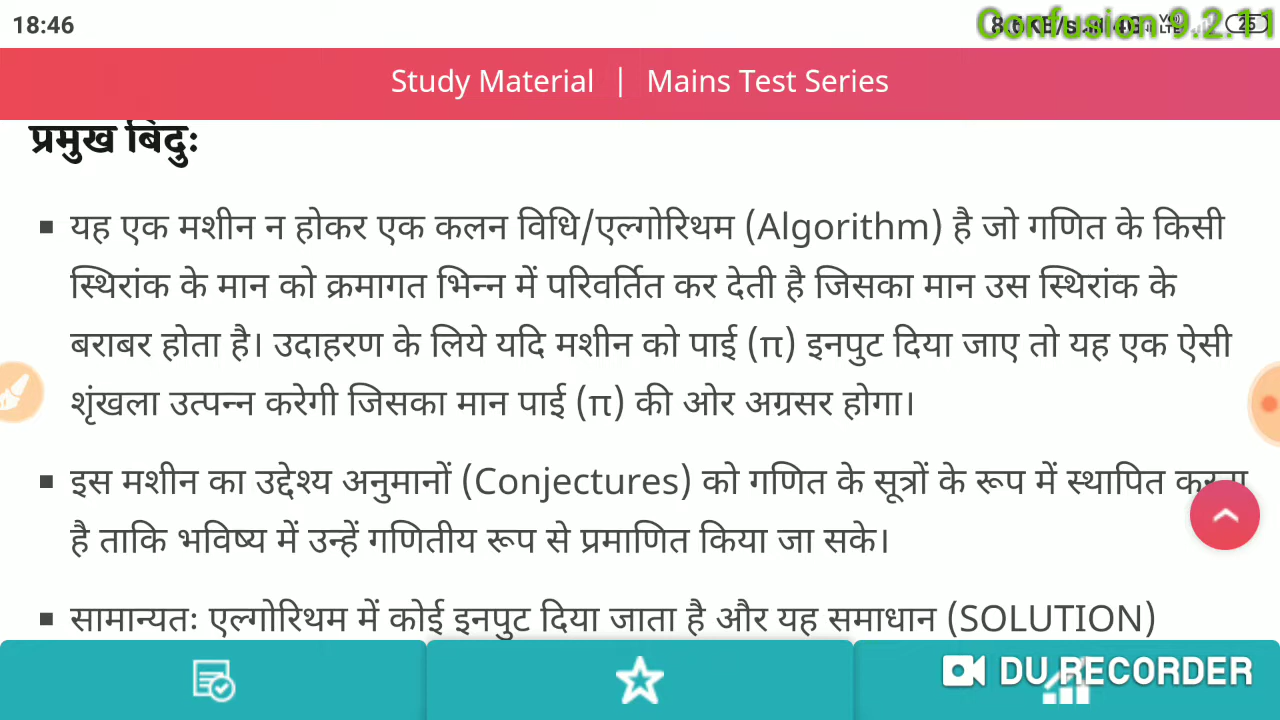 18:46
Confusion 9.2.11
25
Study Material | Mains Test Series
प्रमुख बिंदुः
▪ यह एक मशीन न होकर एक कलन विधि/एल्गोरिथम (Algorithm) है जो गणित के किसी
स्थिरांक के मान को क्रमागत भिन्न में परिवर्तित कर देती है जिसका मान उस स्थिरांक के
बराबर होता है। उदाहरण के लिये यदि मशीन को पाई (π) इनपुट दिया जाए तो यह एक ऐसी
शृंखला उत्पन्न करेगी जिसका मान पाई (π) की ओर अग्रसर होगा।
▪ इस मशीन का उद्देश्य अनुमानों (Conjectures) को गणित के सूत्रों के रूप में स्थापित करना
है ताकि भविष्य में उन्हें गणितीय रूप से प्रमाणित किया जा सके।
▪ सामान्यतः एल्गोरिथम में कोई इनपुट दिया जाता है और यह समाधान (SOLUTION)
DU RECORDER